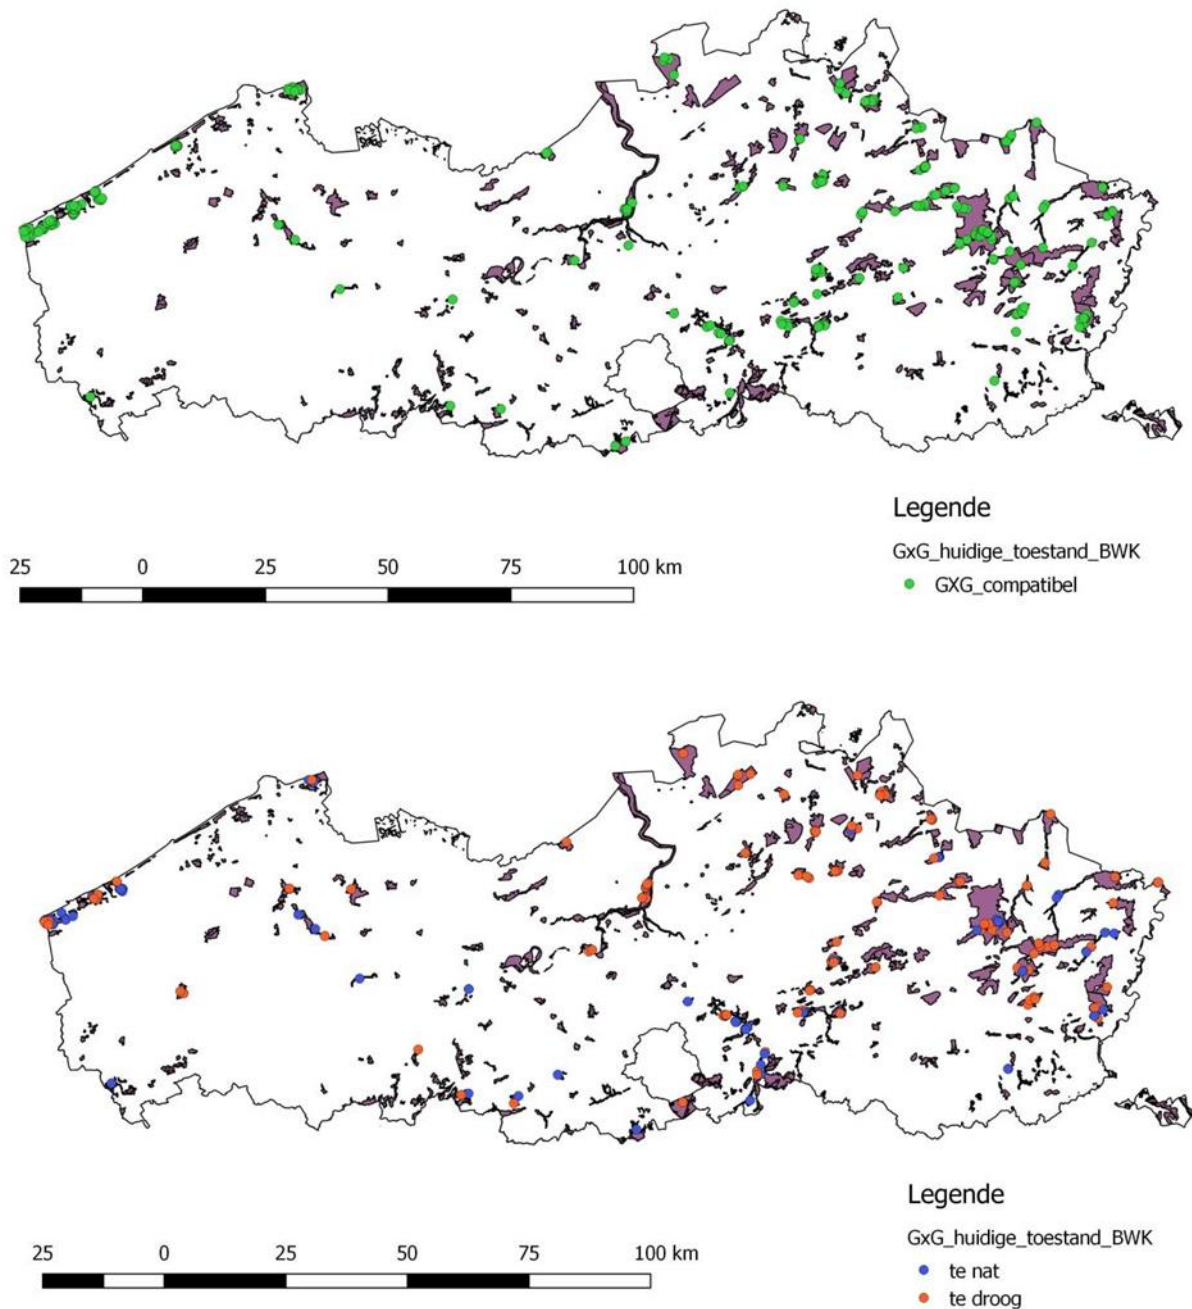 Legende
GxG_huidige_toestand_BWK
GXG_compatibel
25 0 25 50 75 100 km
Legende
GxG_huidige_toestand_BWK
te nat
te droog
25 0 25 50 75 100 km